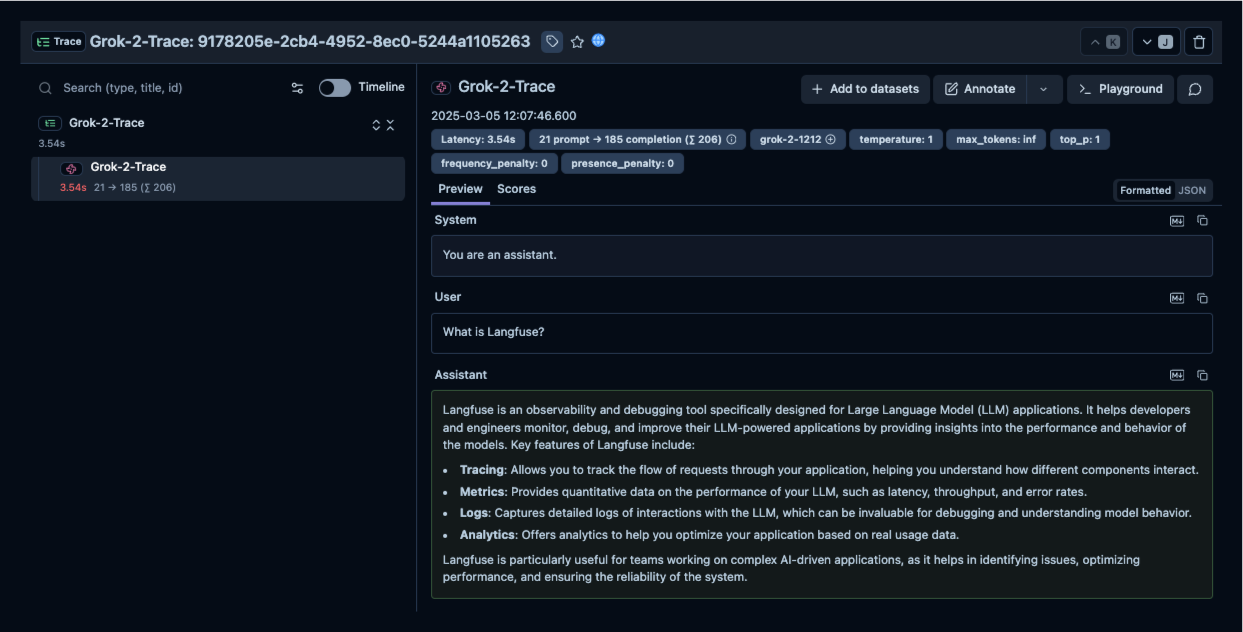 Trace Grok-2-Trace: 9178205e-2cb4-4952-8ec0-5244a1105263
K
J
Search (type, title, id)
Timeline
Grok-2-Trace
3.54s
Grok-2-Trace
3.54s 21 → 185 (∑ 206)
Grok-2-Trace
Add to datasets
Annotate
Playground
2025-03-05 12:07:46.600
Latency: 3.54s
21 prompt → 185 completion (∑ 206)
grok-2-1212
temperature: 1
max_tokens: inf
top_p: 1
frequency_penalty: 0
presence_penalty: 0
Preview
Scores
Formatted
JSON
System
You are an assistant.
User
What is Langfuse?
Assistant
Langfuse is an observability and debugging tool specifically designed for Large Language Model (LLM) applications. It helps developers
and engineers monitor, debug, and improve their LLM-powered applications by providing insights into the performance and behavior of
the models. Key features of Langfuse include:
• Tracing: Allows you to track the flow of requests through your application, helping you understand how different components interact.
• Metrics: Provides quantitative data on the performance of your LLM, such as latency, throughput, and error rates.
• Logs: Captures detailed logs of interactions with the LLM, which can be invaluable for debugging and understanding model behavior.
• Analytics: Offers analytics to help you optimize your application based on real usage data.
Langfuse is particularly useful for teams working on complex AI-driven applications, as it helps in identifying issues, optimizing
performance, and ensuring the reliability of the system.